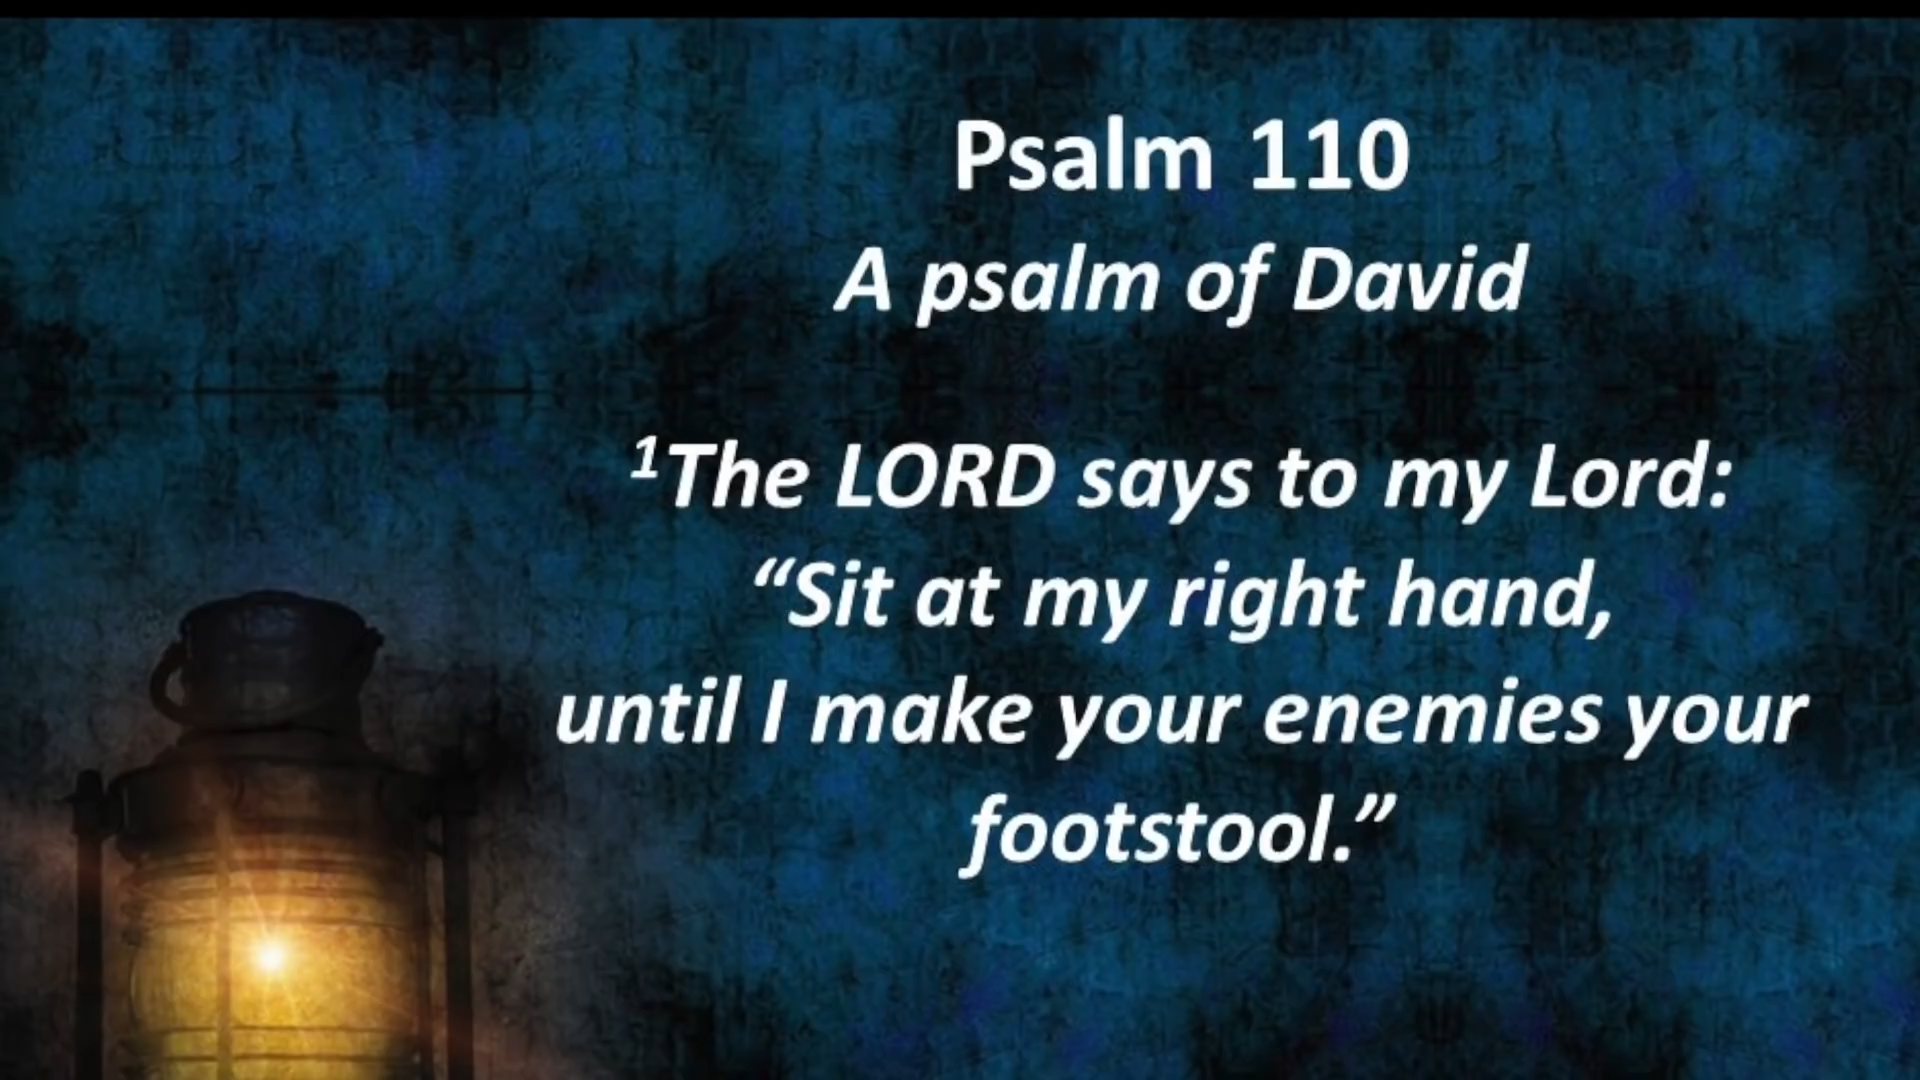 Psalm 110
A psalm of David
¹The LORD says to my Lord:
“Sit at my right hand,
until I make your enemies your
footstool.”